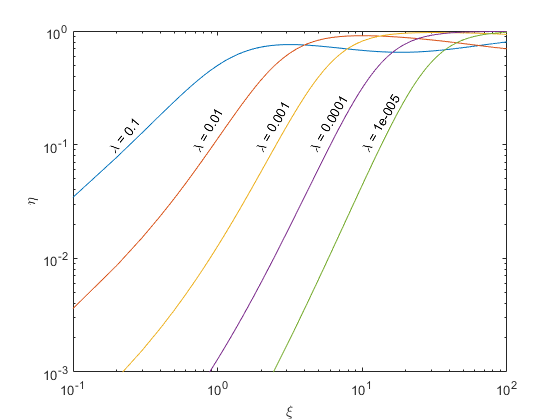 10^0
10^-1
10^-2
10^-3
η
λ = 0.1
λ = 0.01
λ = 0.001
λ = 0.0001
λ = 1e-005
10^-1
10^0
10^1
10^2
ξ